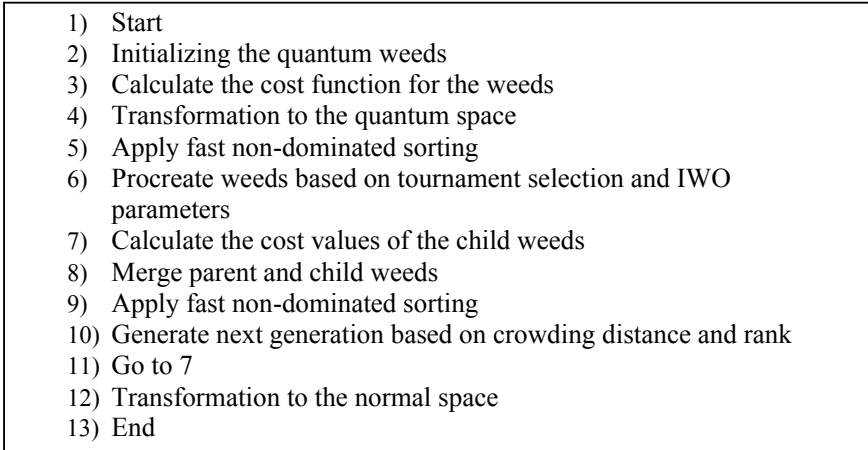 1) Start
2) Initializing the quantum weeds
3) Calculate the cost function for the weeds
4) Transformation to the quantum space
5) Apply fast non-dominated sorting
6) Procreate weeds based on tournament selection and IWO
parameters
7) Calculate the cost values of the child weeds
8) Merge parent and child weeds
9) Apply fast non-dominated sorting
10) Generate next generation based on crowding distance and rank
11) Go to 7
12) Transformation to the normal space
13) End